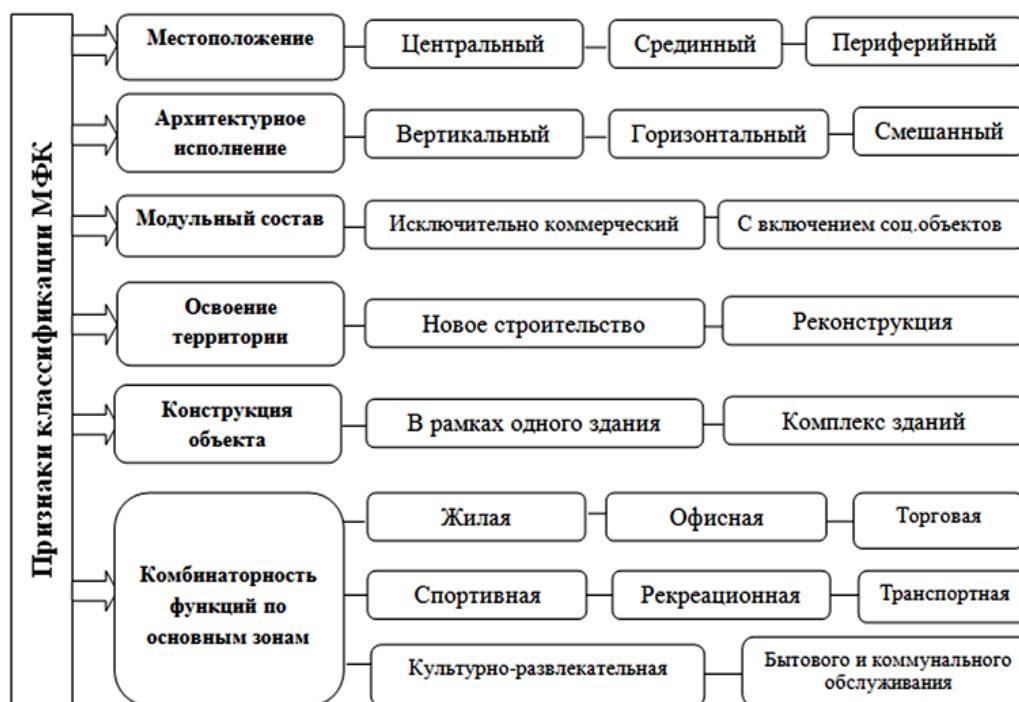 Признаки классификации МФК
Местоположение
Центральный
Срединный
Периферийный
Архитектурное
исполнение
Вертикальный
Горизонтальный
Смешанный
Модульный состав
Исключительно коммерческий
С включением соц.объектов
Освоение
территории
Новое строительство
Реконструкция
Конструкция
объекта
В рамках одного здания
Комплекс зданий
Комбинаторность
функций по
основным зонам
Жилая
Офисная
Торговая
Спортивная
Рекреационная
Транспортная
Культурно-развлекательная
Бытового и коммунального
обслуживания